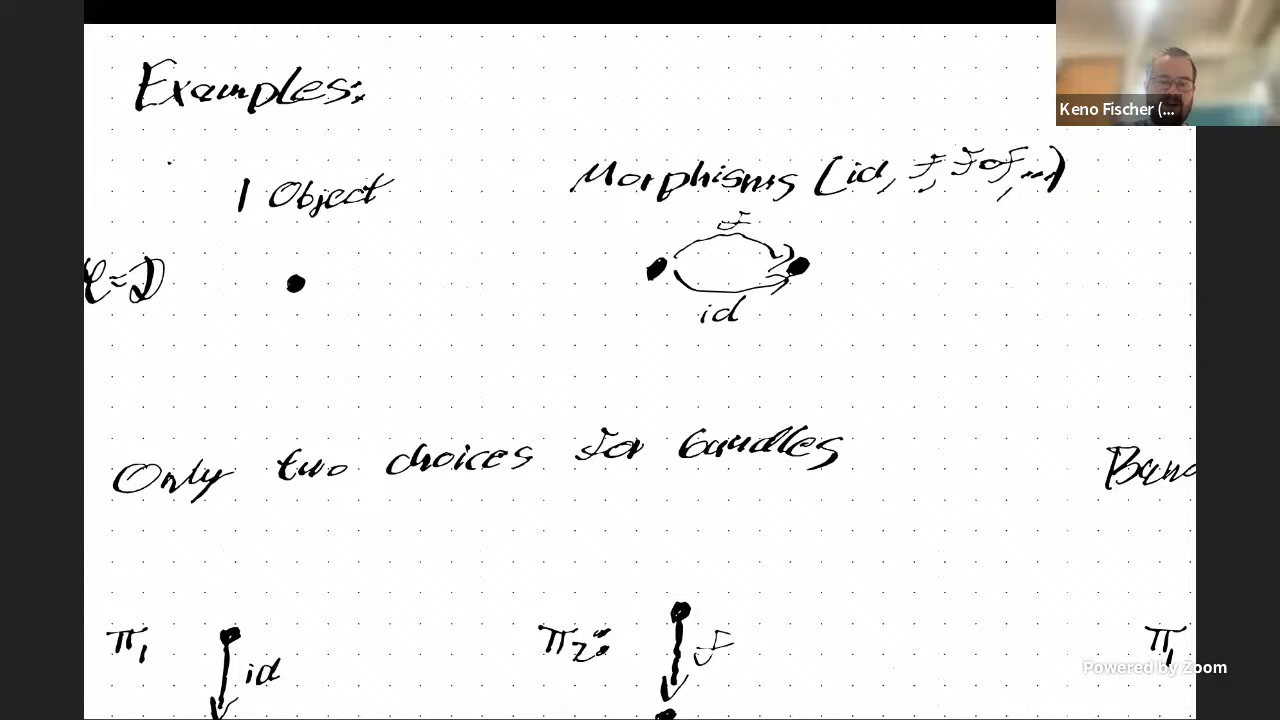 Examples:
Keno Fischer (...
1 Object
Morphisms (id, f, f∘f, ...)
f
C = D
id
Only two choices for bundles
π₁
id
π₂:
f
π₁
Powered by Zoom